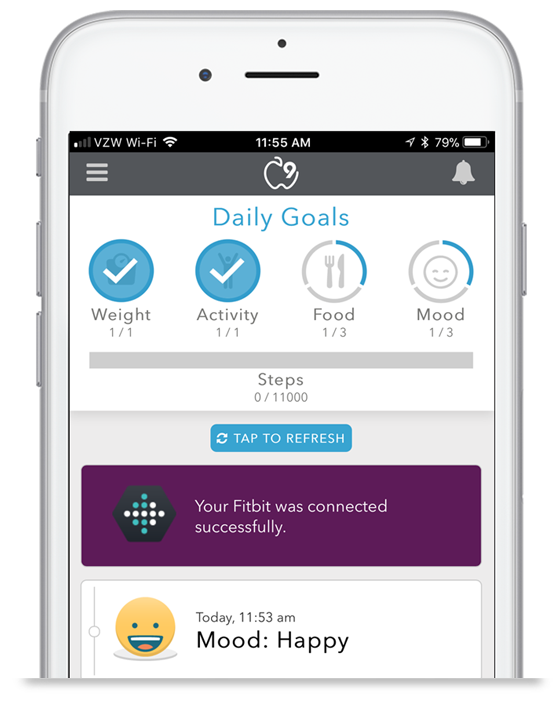 VZW Wi-Fi 11:55 AM 79%
9
Daily Goals
Weight Activity Food Mood
1 / 1 1 / 1 1 / 3 1 / 3
Steps
0 / 11000
TAP TO REFRESH
Your Fitbit was connected
successfully.
Today, 11:53 am
Mood: Happy